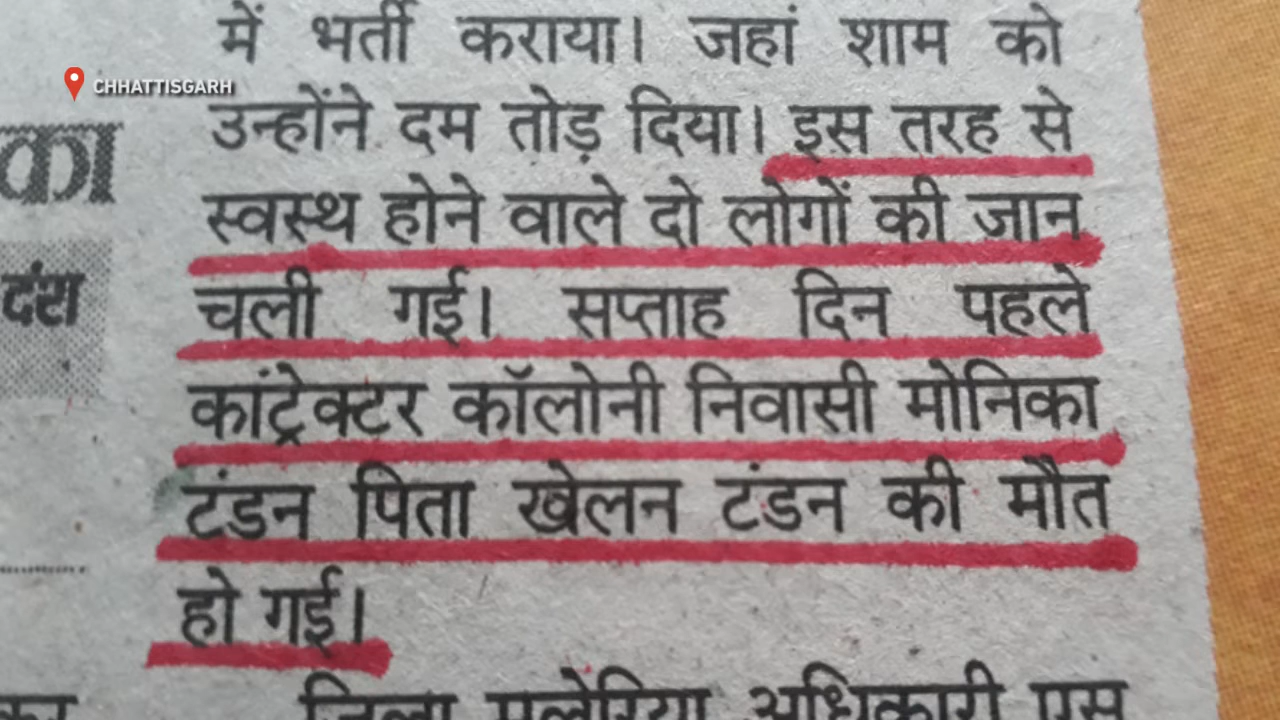 में भर्ती कराया। जहां शाम को
CHHATTISGARH
उन्होंने दम तोड़ दिया। इस तरह से
का
स्वस्थ होने वाले दो लोगों की जान
चली गई। सप्ताह दिन पहले
कांट्रेक्टर कॉलोनी निवासी मोनिका
टंडन पिता खेलन टंडन की मौत
हो गई।
जिला मलेरिया अधिकारी एस